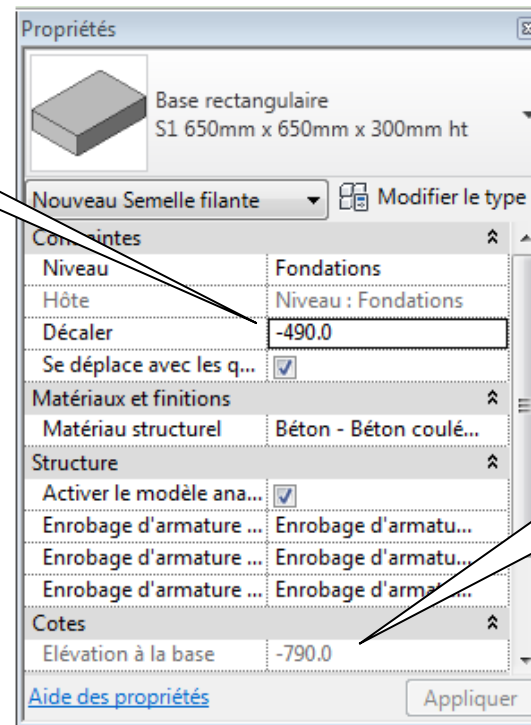 Propriétés
Base rectangulaire
S1 650mm x 650mm x 300mm ht
Nouveau Semelle filante Modifier le type
Contraintes
Niveau Fondations
Hôte Niveau : Fondations
Décaler -490.0
Se déplace avec les q...
Matériaux et finitions
Matériau structurel Béton - Béton coulé...
Structure
Activer le modèle ana...
Enrobage d'armature ... Enrobage d'armatu...
Enrobage d'armature ... Enrobage d'armatu...
Enrobage d'armature ... Enrobage d'armatu...
Cotes
Elévation à la base -790.0
Aide des propriétés Appliquer